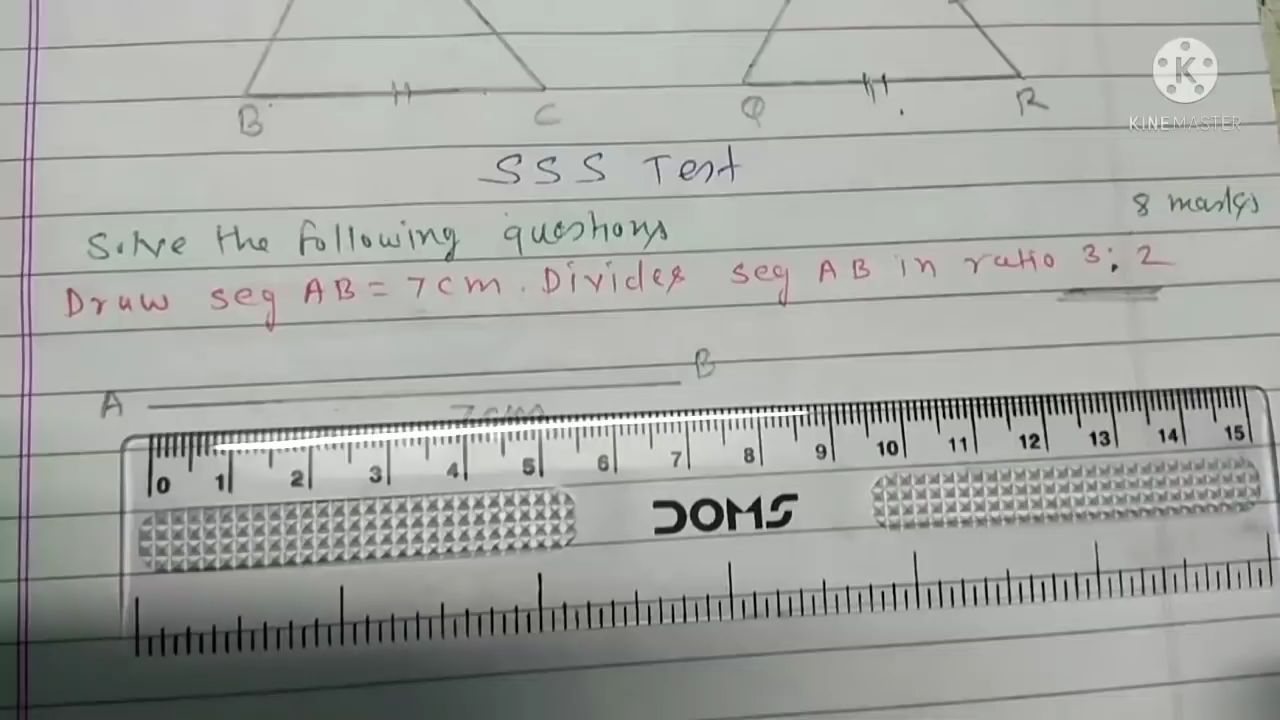 B C Q R
SSS Test
8 marks
Solve the following questions
Draw seg AB = 7cm. Divides seg AB in ratio 3:2
A B
7cm
0 1 2 3 4 5 6 7 8 9 10 11 12 13 14 15
DOMS
K
KINEMASTER